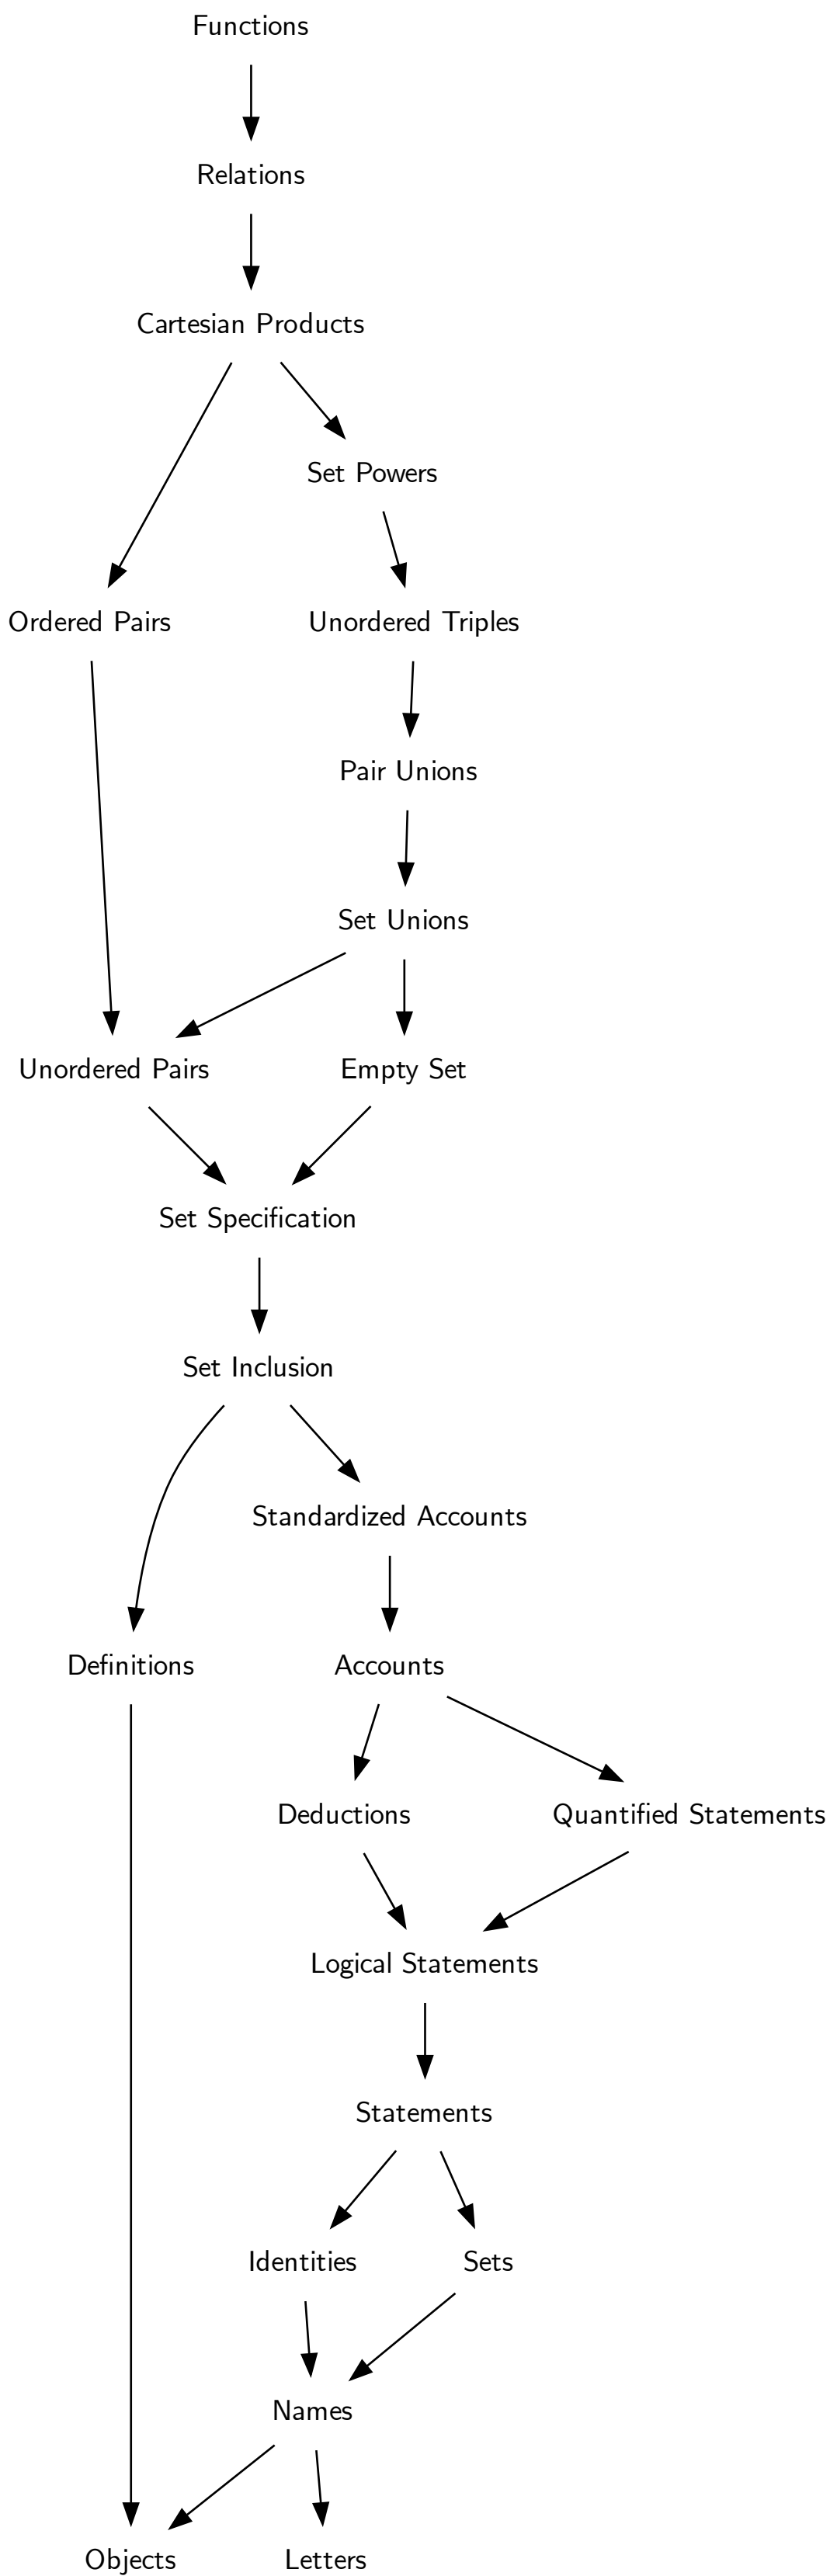 Functions
Relations
Cartesian Products
Set Powers
Ordered Pairs
Unordered Triples
Pair Unions
Set Unions
Unordered Pairs
Empty Set
Set Specification
Set Inclusion
Standardized Accounts
Definitions
Accounts
Deductions
Quantified Statements
Logical Statements
Statements
Identities
Sets
Names
Objects
Letters